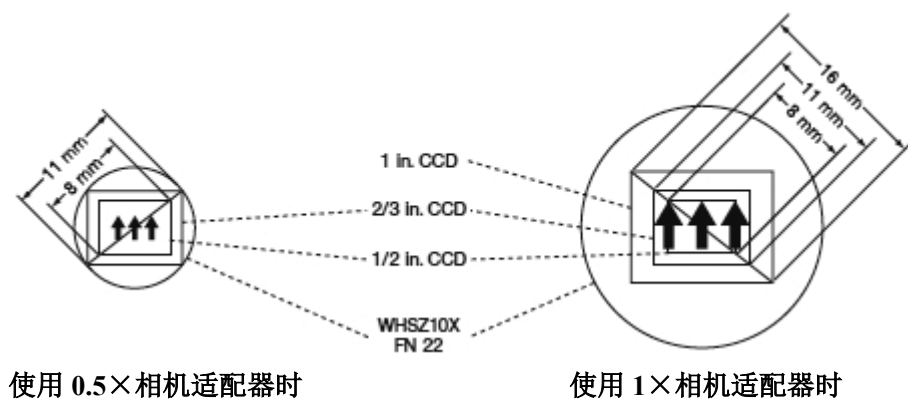 11 mm
8 mm
16 mm
11 mm
8 mm
1 in. CCD
2/3 in. CCD
1/2 in. CCD
WHSZ10X
FN 22
使用 0.5×相机适配器时
使用 1×相机适配器时